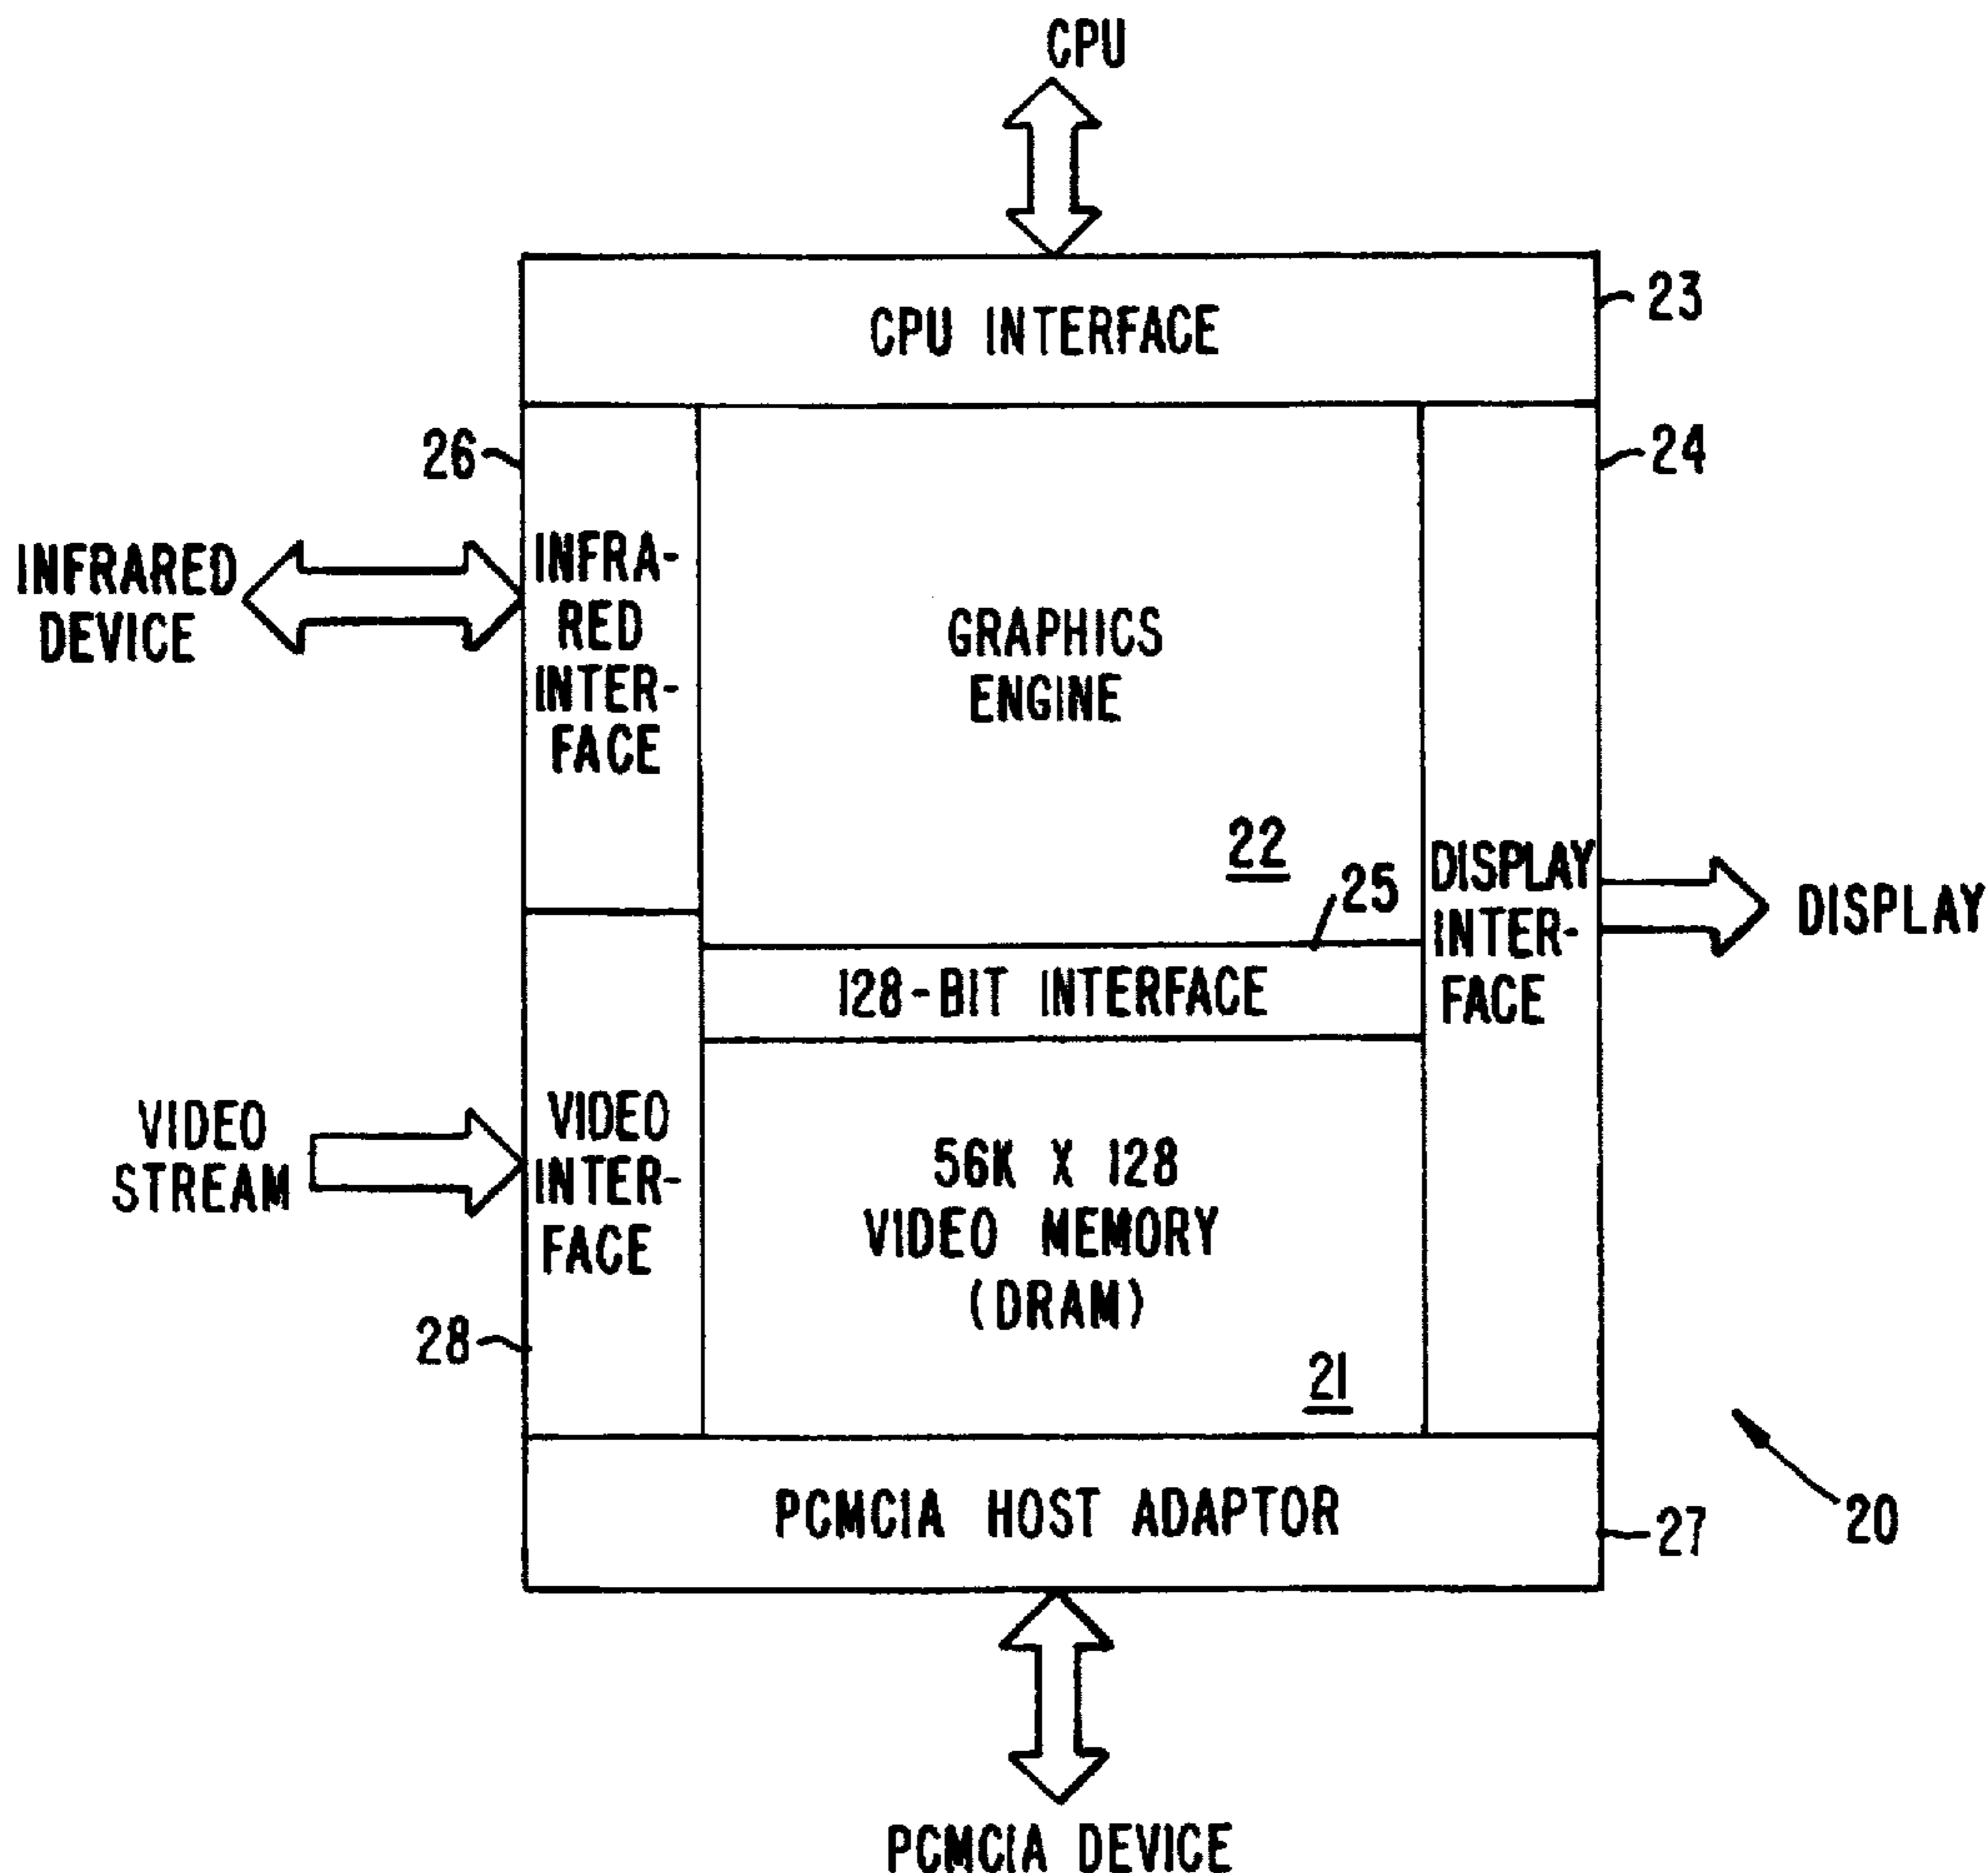 CPU
CPU INTERFACE
23
26
24
INFRARED
DEVICE
INFRA-
RED
INTER-
FACE
GRAPHICS
ENGINE
22
25
DISPLAY
INTER-
FACE
DISPLAY
128-BIT INTERFACE
VIDEO
STREAM
VIDEO
INTER-
FACE
56K X 128
VIDEO MEMORY
(DRAM)
28
21
PCMCIA HOST ADAPTOR
27
20
PCMCIA DEVICE